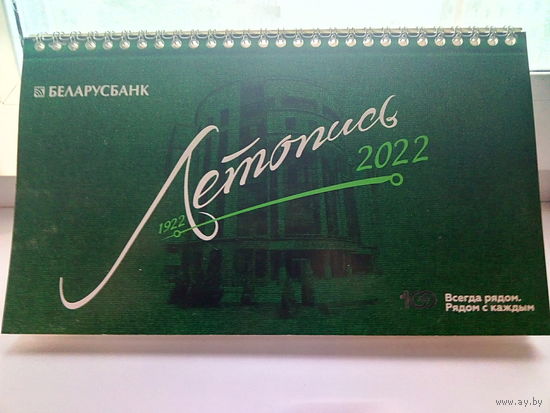 БЕЛАРУСБАНК
Летопись
1922
2022
100
Всегда рядом.
Рядом с каждым
www.ay.by